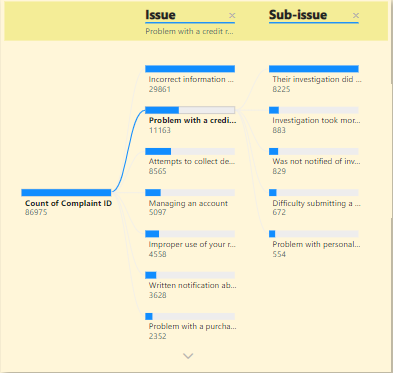 Issue
Problem with a credit r...
Sub-issue
Count of Complaint ID
86975
Incorrect information ...
29861
Problem with a credi...
11163
Attempts to collect de...
8565
Managing an account
5097
Improper use of your r...
4558
Written notification ab...
3628
Problem with a purcha...
2352
Their investigation did ...
8225
Investigation took mor...
883
Was not notified of inv...
829
Difficulty submitting a ...
672
Problem with personal...
554